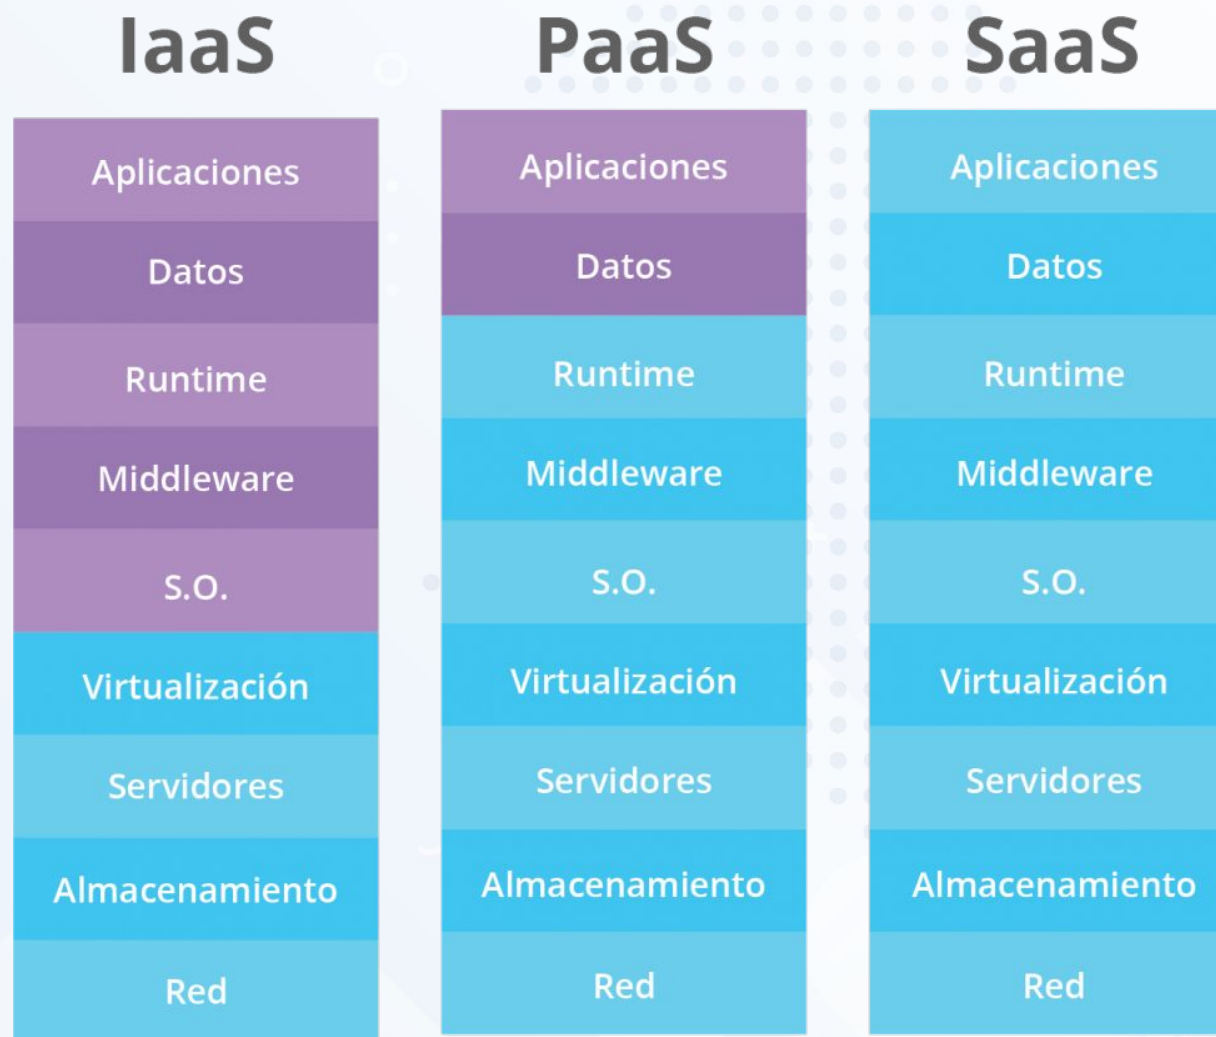 IaaS
Aplicaciones
Datos
Runtime
Middleware
S.O.
Virtualización
Servidores
Almacenamiento
Red
PaaS
Aplicaciones
Datos
Runtime
Middleware
S.O.
Virtualización
Servidores
Almacenamiento
Red
SaaS
Aplicaciones
Datos
Runtime
Middleware
S.O.
Virtualización
Servidores
Almacenamiento
Red